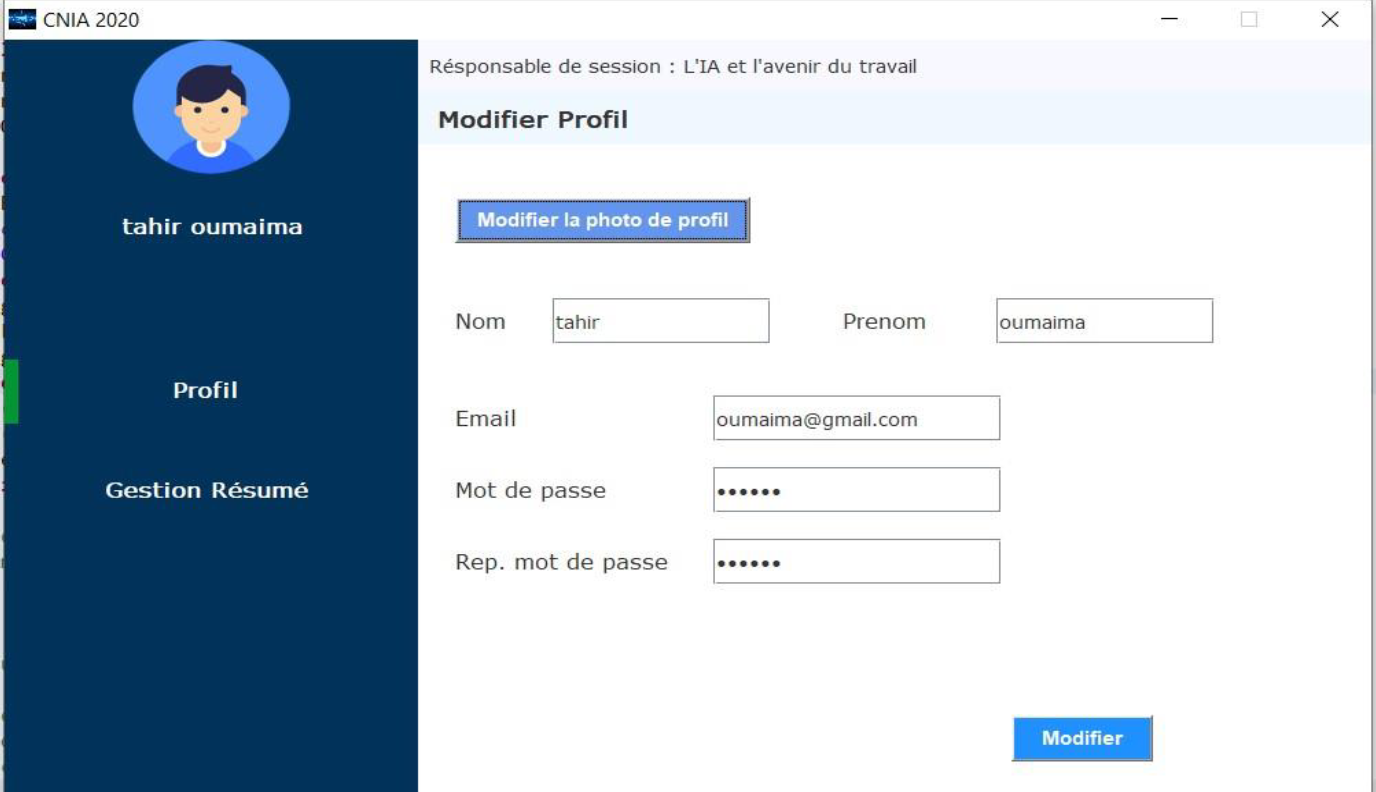 CNIA 2020
Résponsable de session : L'IA et l'avenir du travail
Modifier Profil
tahir oumaima
Modifier la photo de profil
Nom tahir Prenom oumaima
Profil
Email oumaima@gmail.com
Gestion Résumé
Mot de passe ••••••
Rep. mot de passe ••••••
Modifier